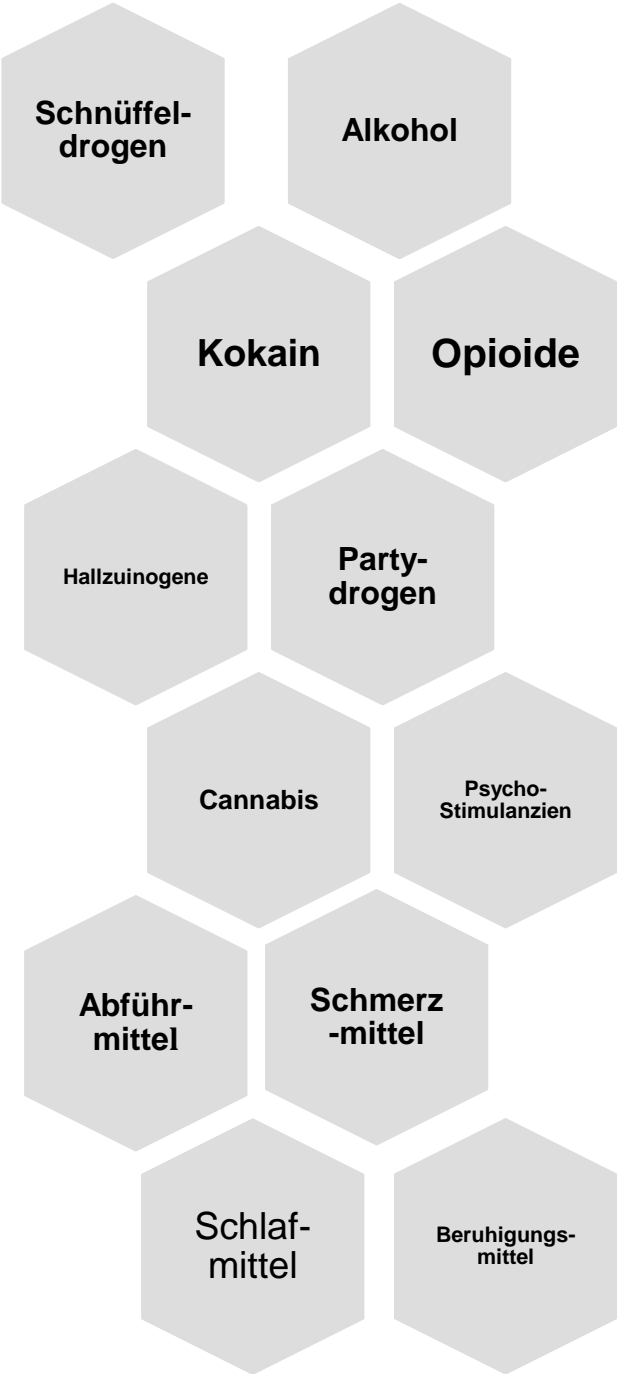 Schnüffel-
drogen
Alkohol
Kokain
Opioide
Hallzuinogene
Party-
drogen
Cannabis
Psycho-
Stimulanzien
Abführ-
mittel
Schmerz
-mittel
Schlaf-
mittel
Beruhigungs-
mittel